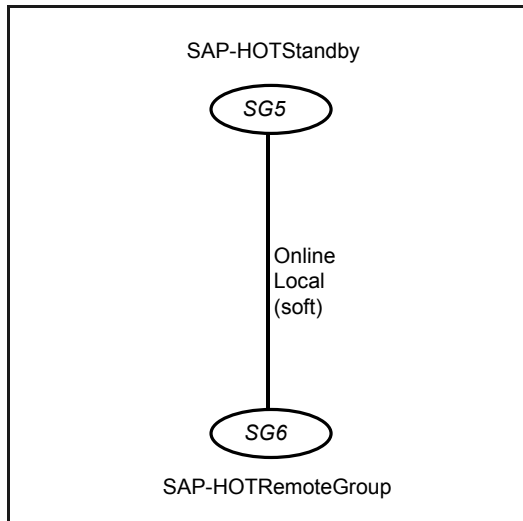 SAP-HOTStandby
SG5
Online
Local
(soft)
SG6
SAP-HOTRemoteGroup